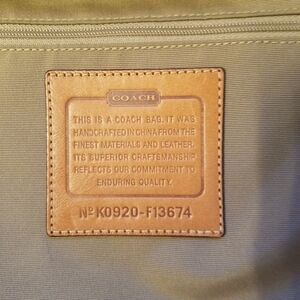 COACH
THIS IS A COACH BAG. IT WAS
HANDCRAFTED IN CHINA FROM THE
FINEST MATERIALS AND LEATHER.
ITS SUPERIOR CRAFTSMANSHIP
REFLECTS OUR COMMITMENT TO
ENDURING QUALITY.
Nº K0920-F13674